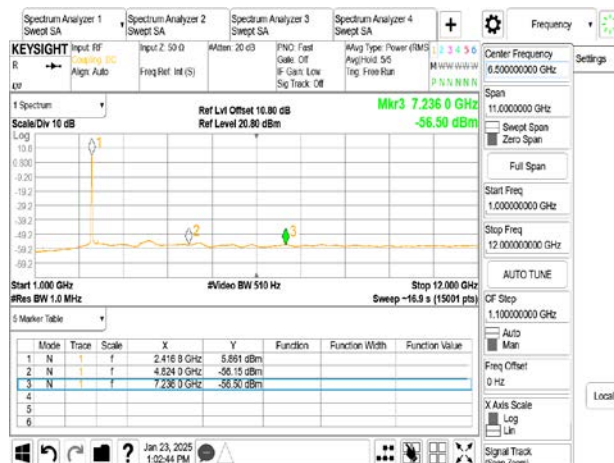 Spectrum Analyzer 1
Swept SA
Spectrum Analyzer 2
Swept SA
Spectrum Analyzer 3
Swept SA
Spectrum Analyzer 4
Swept SA
+
Frequency
Settings
KEYSIGHT
Input: RF
Coupling: DC
Align: Auto
Input Z: 50 Ω
Freq Ref: Int (S)
#Atten: 20 dB
PNO: Fast
Gate: Off
IF Gain: Low
Sig Track: Off
#Avg Type: Power (RMS
Avg|Hold: 5/6
Trig: Free Run
1 2 3 4 5 6
M W W W W W
P N N N N N
Center Frequency
6.500000000 GHz
Span
11.0000000 GHz
Swept Span
Zero Span
Full Span
Start Freq
1.000000000 GHz
Stop Freq
12.000000000 GHz
AUTO TUNE
CF Step
1.100000000 GHz
Auto
Man
Freq Offset
0 Hz
X Axis Scale
Log
Lin
Signal Track
Local
1 Spectrum
Scale/Div 10 dB
Ref Lvl Offset 10.80 dB
Ref Level 20.80 dBm
Mkr3 7.236 0 GHz
-56.50 dBm
Log
10.8
0.800
-9.20
-19.2
-29.2
-39.2
-49.2
-59.2
-69.2
1
2
3
Start 1.000 GHz
#Res BW 1.0 MHz
#Video BW 510 Hz
Stop 12.000 GHz
Sweep ~16.9 s (15001 pts)
5 Marker Table
Mode Trace Scale X Y Function Function Width Function Value
1 N 1 f 2.416 8 GHz 5.861 dBm
2 N 1 f 4.824 0 GHz -56.15 dBm
3 N 1 f 7.236 0 GHz -56.50 dBm
4
5
6
?
Jan 23, 2025
1:02:44 PM